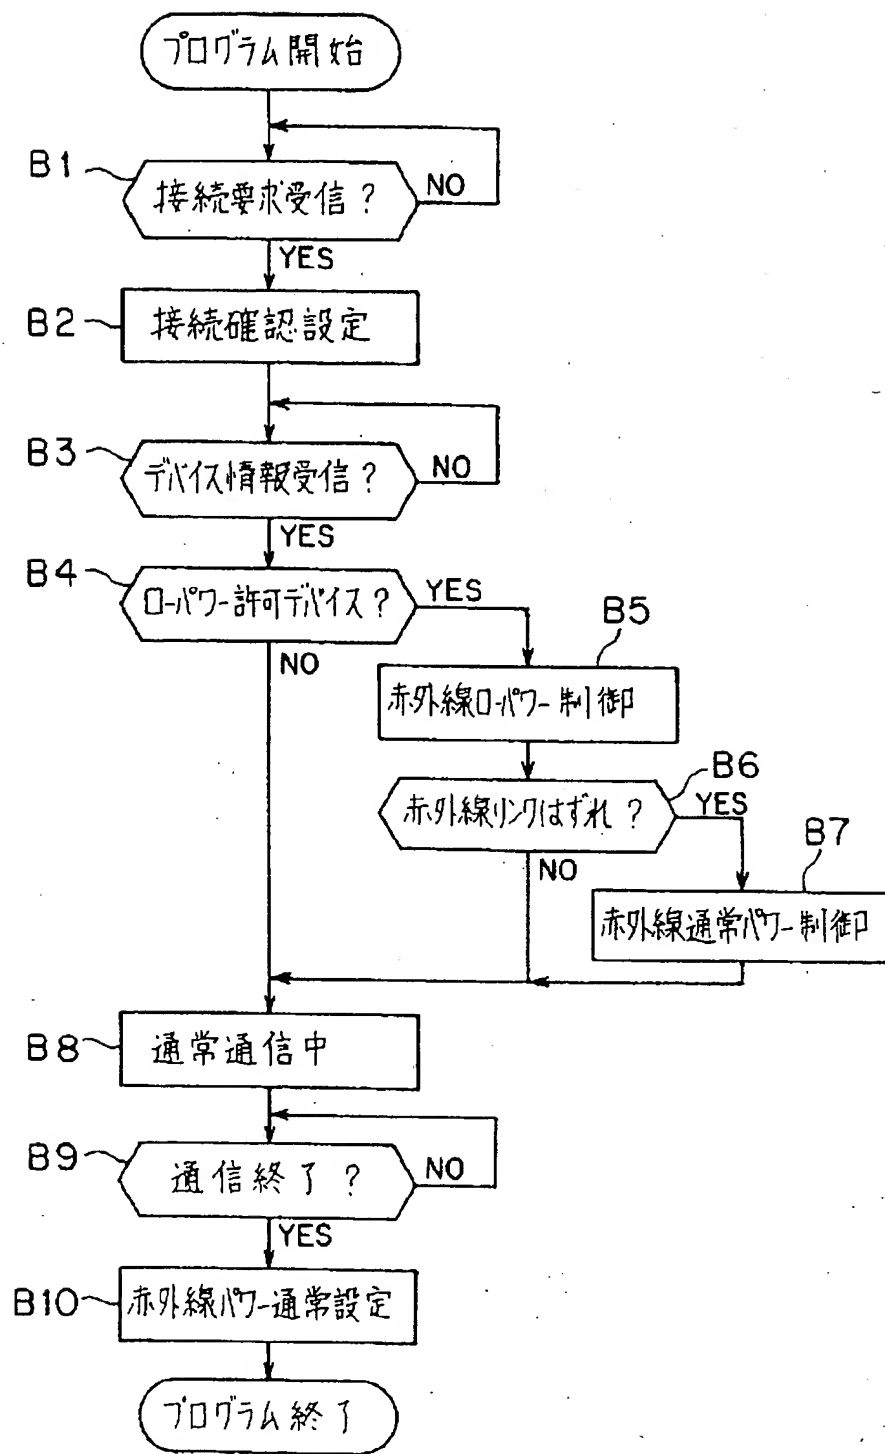 プログラム開始
B1
接続要求受信?
NO
YES
B2
接続確認設定
B3
デバイス情報受信?
NO
YES
B4
ローパワー許可デバイス?
YES
NO
B5
赤外線ローパワー制御
B6
赤外線リンクはずれ?
YES
NO
B7
赤外線通常パワー制御
B8
通常通信中
B9
通信終了?
NO
YES
B10
赤外線パワー通常設定
プログラム終了